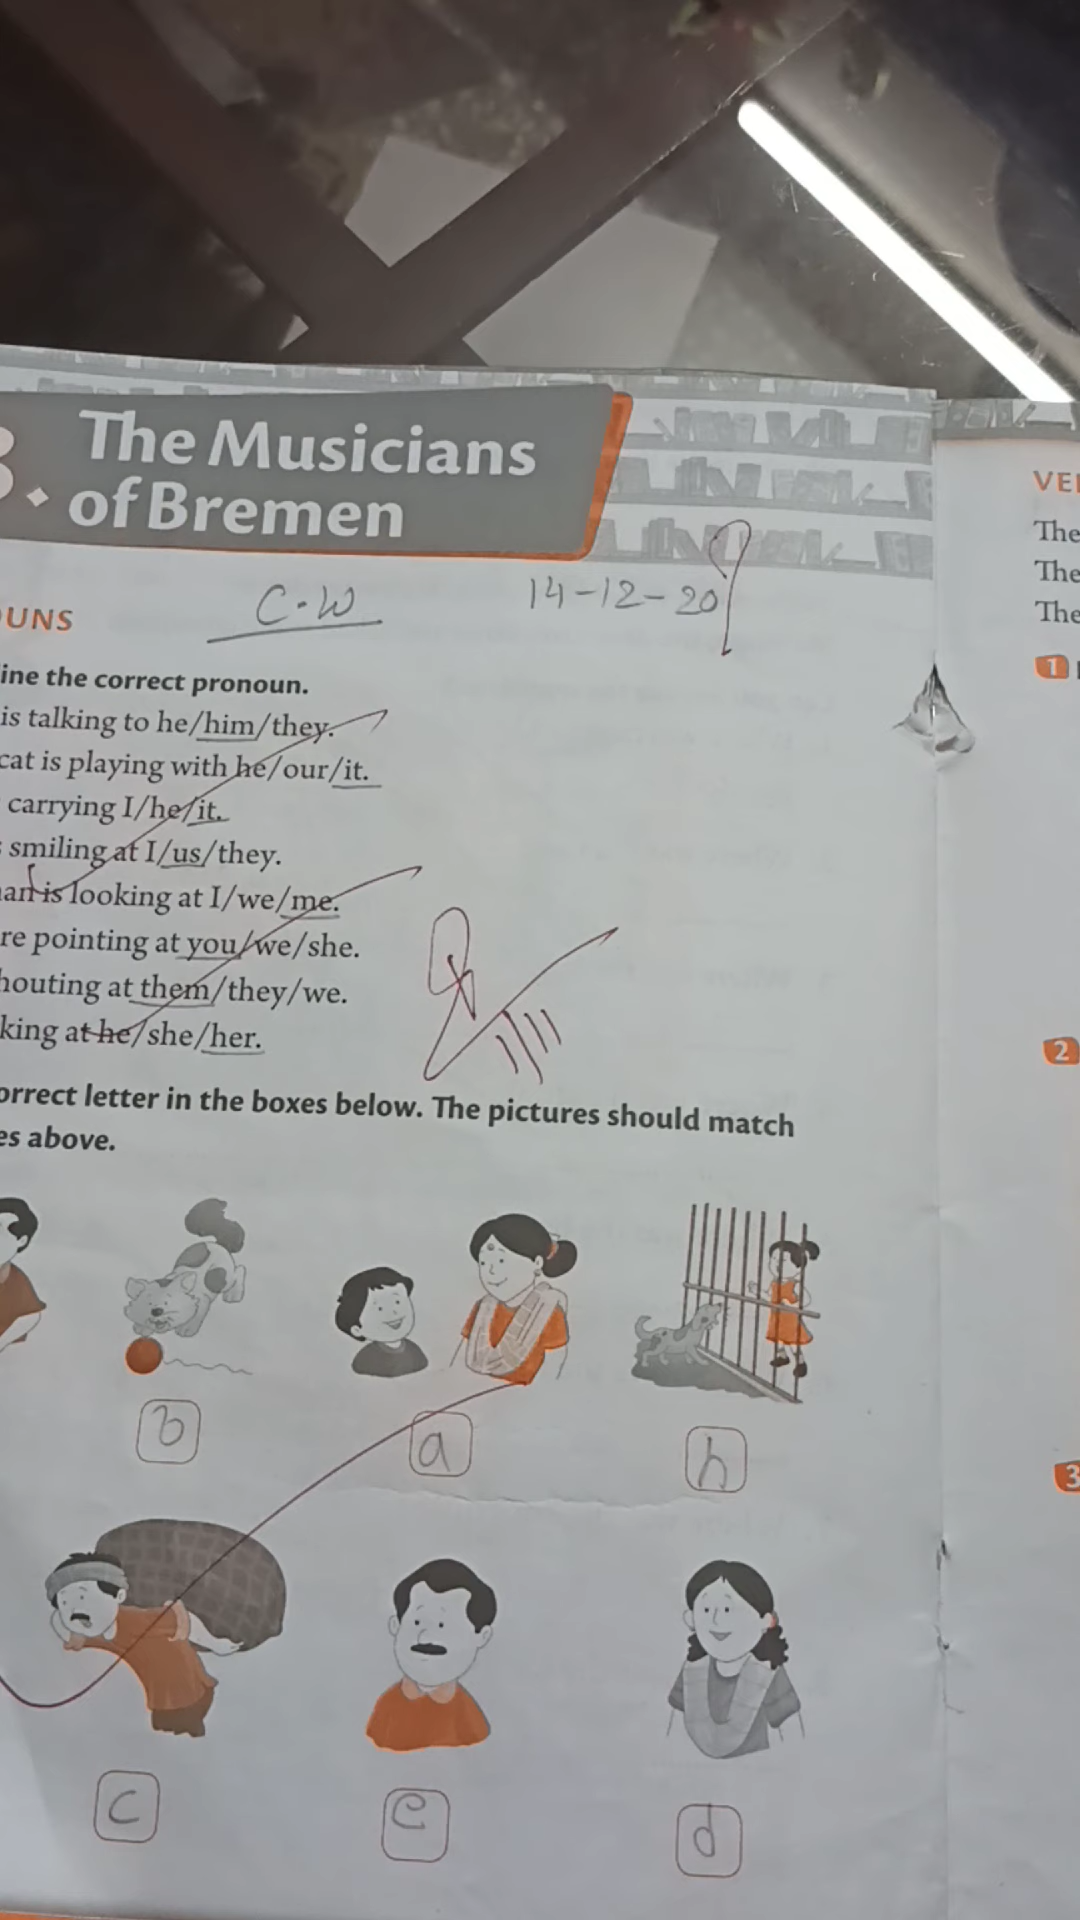 The Musicians
of Bremen
C.W 14-12-20
UNS
ine the correct pronoun.
is talking to he/him/they.
cat is playing with he/our/it.
carrying I/he/it.
smiling at I/us/they.
an is looking at I/we/me.
re pointing at you/we/she.
houting at them/they/we.
king at he/she/her.
orrect letter in the boxes below. The pictures should match
es above.
b a h
c e d
VE
The
The
The
1
2
3